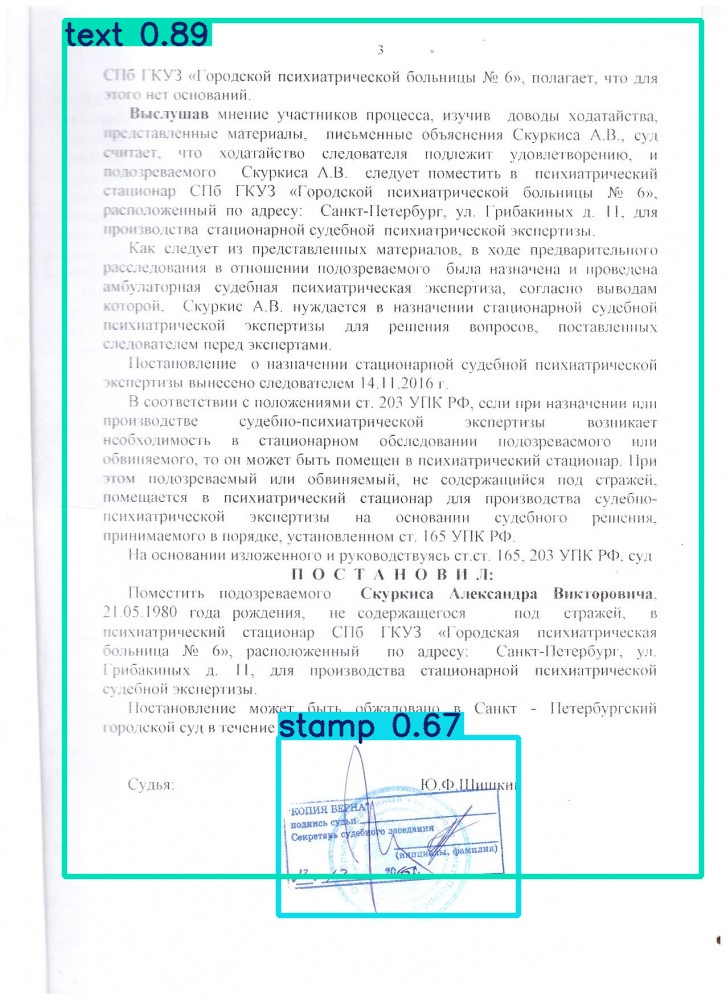 text 0.89
3
СПб ГКУЗ «Городской психиатрической больницы № 6», полагает, что для
этого нет оснований.
Выслушав мнение участников процесса, изучив доводы ходатайства,
представленные материалы, письменные объяснения Скуркиса А.В., суд
считает, что ходатайство следователя подлежит удовлетворению, и
подозреваемого Скуркиса А.В. следует поместить в психиатрический
стационар СПб ГКУЗ «Городской психиатрической больницы № 6»,
расположенный по адресу: Санкт-Петербург, ул. Грибакиных д. 11, для
производства стационарной судебной психиатрической экспертизы.
Как следует из представленных материалов, в ходе предварительного
расследования в отношении подозреваемого была назначена и проведена
амбулаторная судебная психиатрическая экспертиза, согласно выводам
которой, Скуркис А.В. нуждается в назначении стационарной судебной
психиатрической экспертизы для решения вопросов, поставленных
следователем перед экспертами.
Постановление о назначении стационарной судебной психиатрической
экспертизы вынесено следователем 14.11.2016 г.
В соответствии с положениями ст. 203 УПК РФ, если при назначении или
производстве судебно-психиатрической экспертизы возникает
необходимость в стационарном обследовании подозреваемого или
обвиняемого, то он может быть помещен в психиатрический стационар. При
этом подозреваемый или обвиняемый, не содержащийся под стражей,
помещается в психиатрический стационар для производства судебно-
психиатрической экспертизы на основании судебного решения,
принимаемого в порядке, установленном ст. 165 УПК РФ.
На основании изложенного и руководствуясь ст.ст. 165, 203 УПК РФ, суд
ПОСТАНОВИЛ:
Поместить подозреваемого Скуркиса Александра Викторовича,
21.05.1980 года рождения, не содержащегося под стражей, в
психиатрический стационар СПб ГКУЗ «Городская психиатрическая
больница № 6», расположенный по адресу: Санкт-Петербург, ул.
Грибакиных д. 11, для производства стационарной психиатрической
судебной экспертизы.
Постановление может быть обжаловано в Санкт - Петербургский
городской суд в течение
stamp 0.67
Судья: Ю.Ф.Шишкин
"КОПИЯ ВЕРНА"
подпись судьи
Секретарь судебного заседания
(инициалы, фамилия)